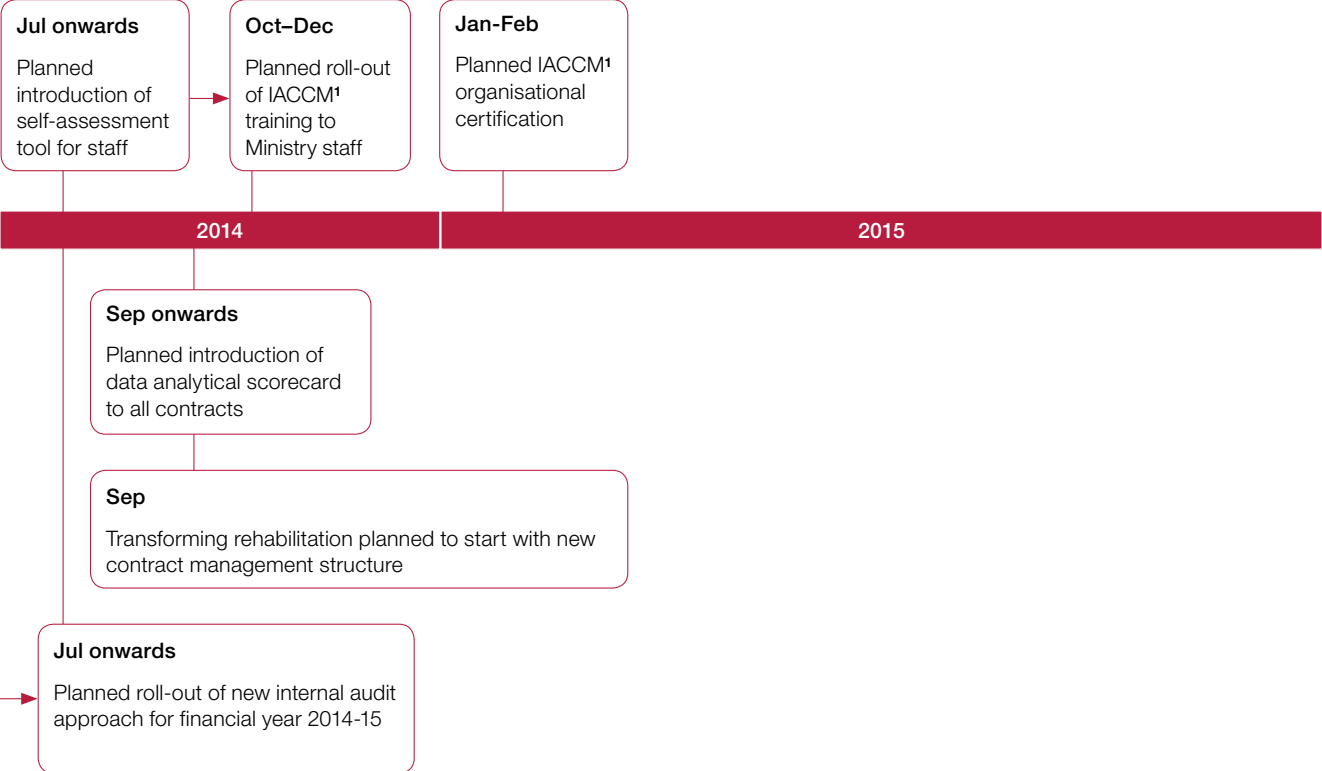 Jul onwards
Planned
introduction of
self-assessment
tool for staff
Oct–Dec
Planned roll-out
of IACCM¹
training to
Ministry staff
Jan-Feb
Planned IACCM¹
organisational
certification
2014
2015
Sep onwards
Planned introduction of
data analytical scorecard
to all contracts
Sep
Transforming rehabilitation planned to start with new
contract management structure
Jul onwards
Planned roll-out of new internal audit
approach for financial year 2014-15